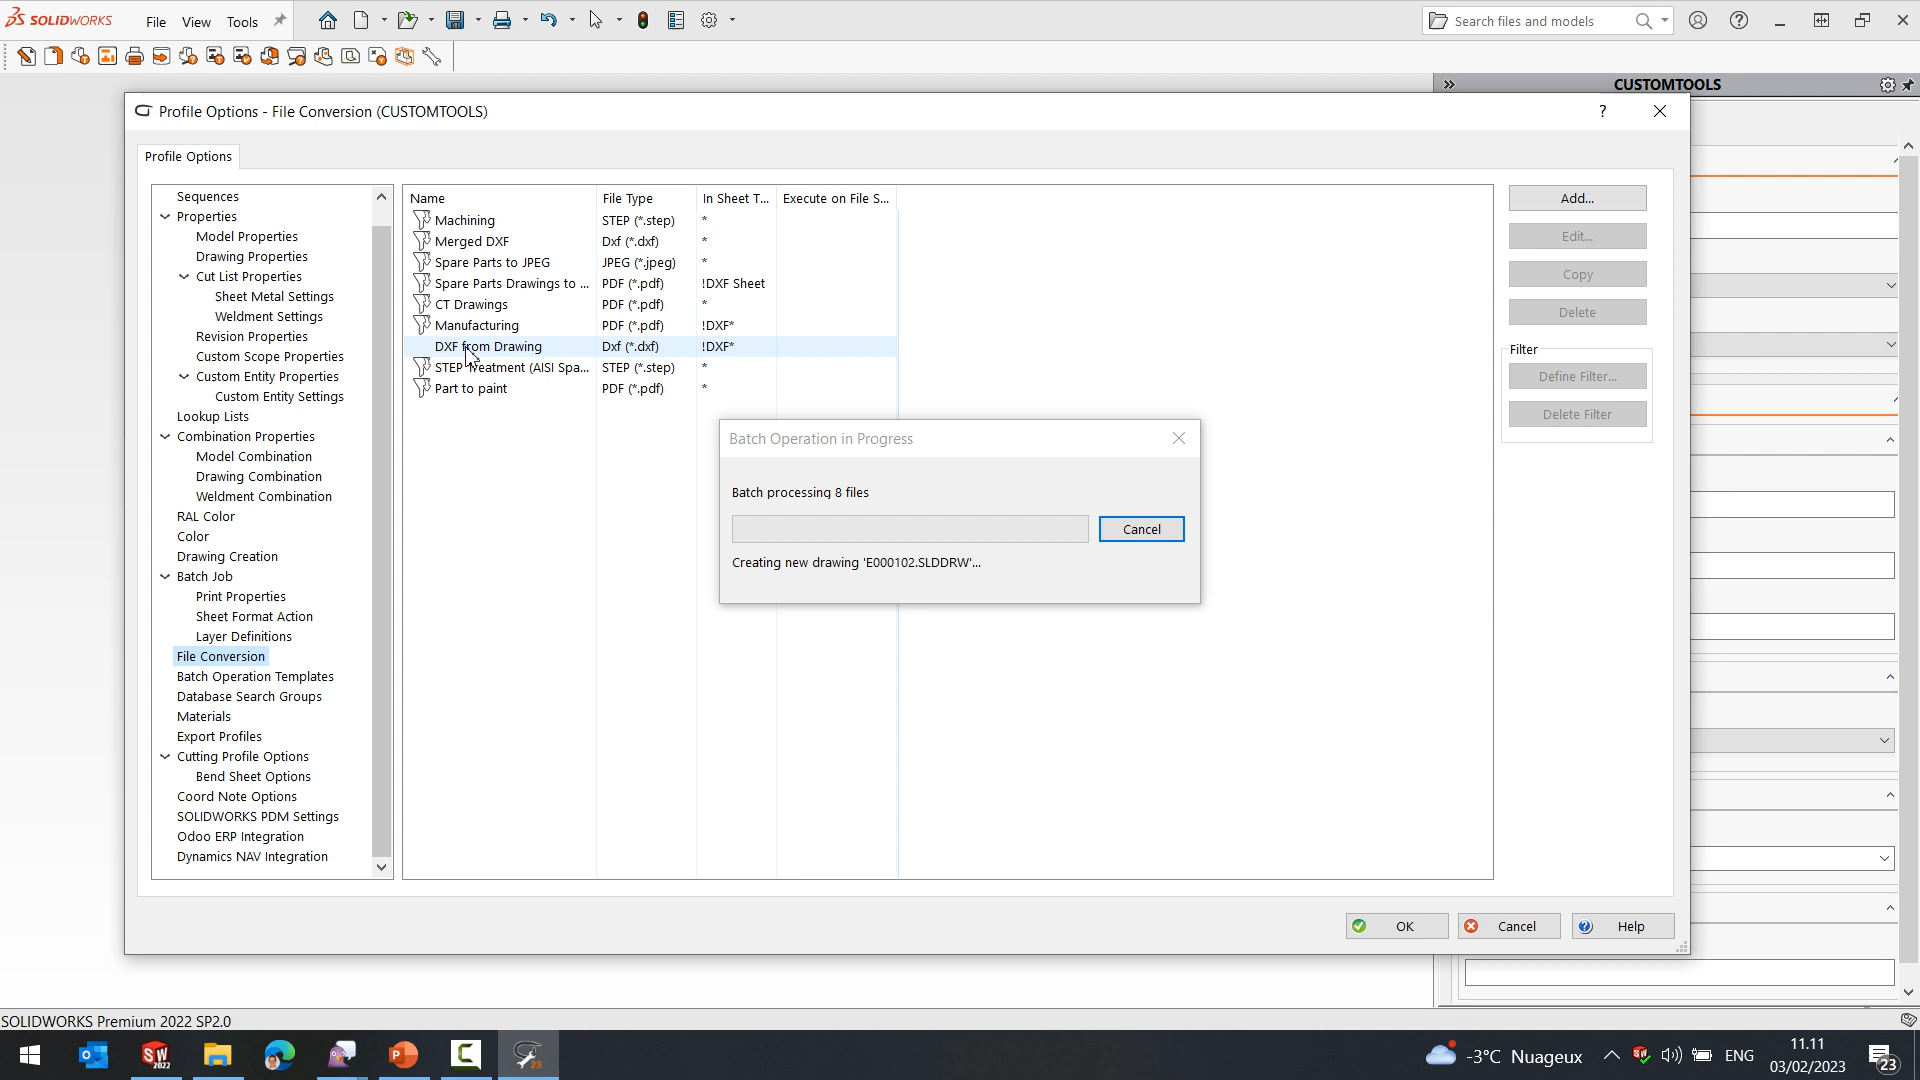 SOLIDWORKS File View Tools
Search files and models
CUSTOMTOOLS
Profile Options - File Conversion (CUSTOMTOOLS)
Profile Options
Sequences
Properties
Model Properties
Drawing Properties
Cut List Properties
Sheet Metal Settings
Weldment Settings
Revision Properties
Custom Scope Properties
Custom Entity Properties
Custom Entity Settings
Lookup Lists
Combination Properties
Model Combination
Drawing Combination
Weldment Combination
RAL Color
Color
Drawing Creation
Batch Job
Print Properties
Sheet Format Action
Layer Definitions
File Conversion
Batch Operation Templates
Database Search Groups
Materials
Export Profiles
Cutting Profile Options
Bend Sheet Options
Coord Note Options
SOLIDWORKS PDM Settings
Odoo ERP Integration
Dynamics NAV Integration
Name File Type In Sheet T... Execute on File S...
Machining STEP (*.step) *
Merged DXF Dxf (*.dxf) *
Spare Parts to JPEG JPEG (*.jpeg) *
Spare Parts Drawings to ... PDF (*.pdf) !DXF Sheet
CT Drawings PDF (*.pdf) *
Manufacturing PDF (*.pdf) !DXF*
DXF from Drawing Dxf (*.dxf) !DXF*
STEP Treatment (AISI Spa... STEP (*.step) *
Part to paint PDF (*.pdf) *
Add...
Edit...
Copy
Delete
Filter
Define Filter...
Delete Filter
Batch Operation in Progress
Batch processing 8 files
Cancel
Creating new drawing 'E000102.SLDDRW'...
OK Cancel Help
SOLIDWORKS Premium 2022 SP2.0
SW 2022
P
C
23
-3°C Nuageux
ENG
11.11
03/02/2023
23